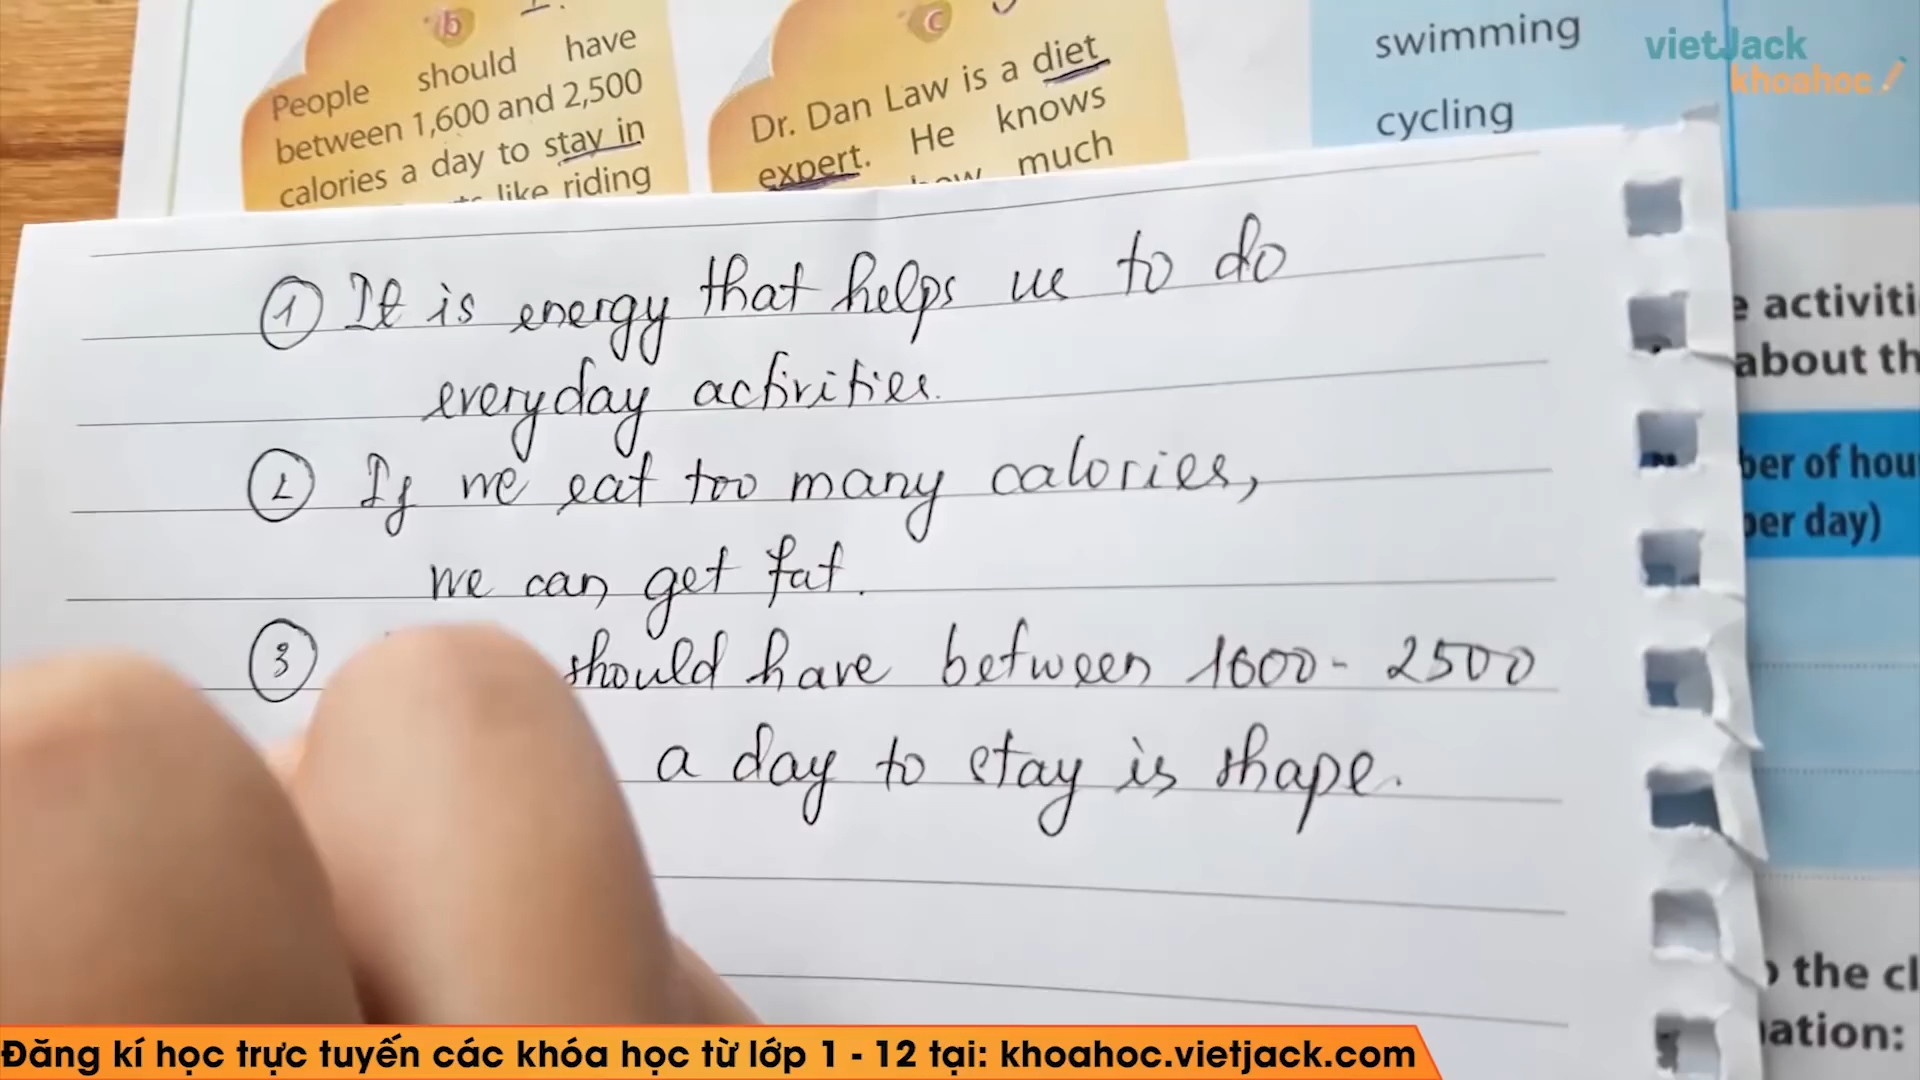 b
People should have
between 1,600 and 2,500
calories a day to stay in
like riding
c
Dr. Dan Law is a diet
expert. He knows
how much
swimming
cycling
vietJack
khoahoc
① It is energy that helps us to do
everyday activities.
② If we eat too many calories,
we can get fat.
③ should have between 1600 - 2500
a day to stay is shape.
e activiti
about th
ber of hou
per day)
the cl
ation:
Đăng kí học trực tuyến các khóa học từ lớp 1 - 12 tại: khoahoc.vietjack.com